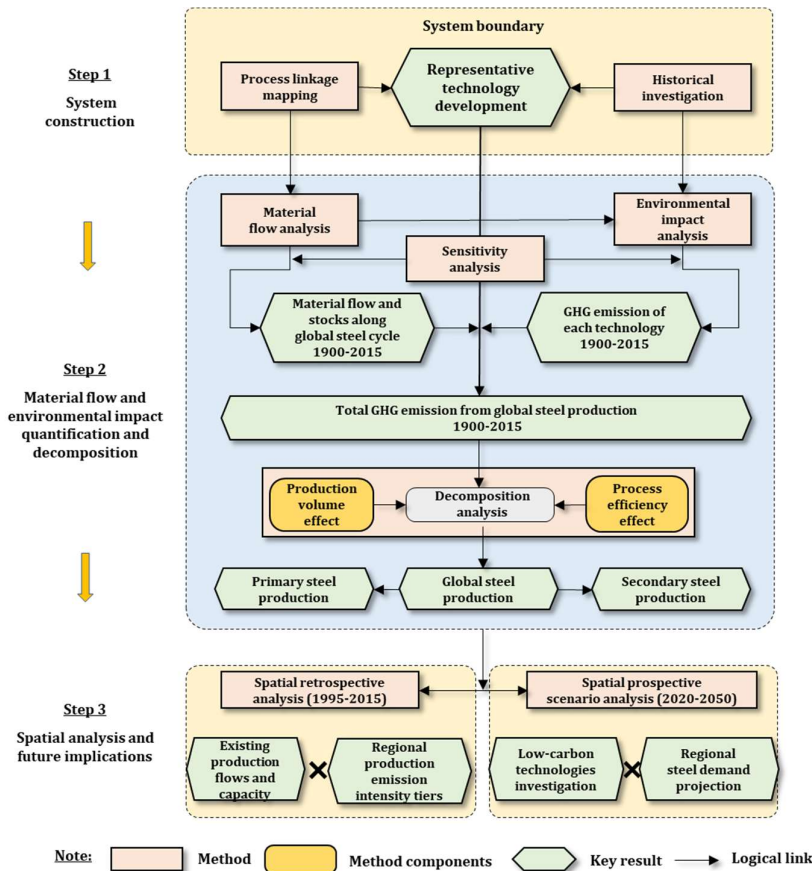 System boundary
Step 1
System
construction
Process linkage
mapping
Representative
technology
development
Historical
investigation
Material
flow analysis
Environmental
impact
analysis
Sensitivity
analysis
Material flow and
stocks along
global steel cycle
1900-2015
GHG emission of
each technology
1900-2015
Step 2
Material flow and
environmental impact
quantification and
decomposition
Total GHG emission from global steel production
1900-2015
Production
volume
effect
Decomposition
analysis
Process
efficiency
effect
Primary steel
production
Global steel
production
Secondary steel
production
Step 3
Spatial analysis and
future implications
Spatial retrospective
analysis (1995-2015)
Spatial prospective
scenario analysis (2020-2050)
Existing
production
flows and
capacity
Regional
production
emission
intensity tiers
Low-carbon
technologies
investigation
Regional
steel demand
projection
Note: Method Method components Key result Logical link